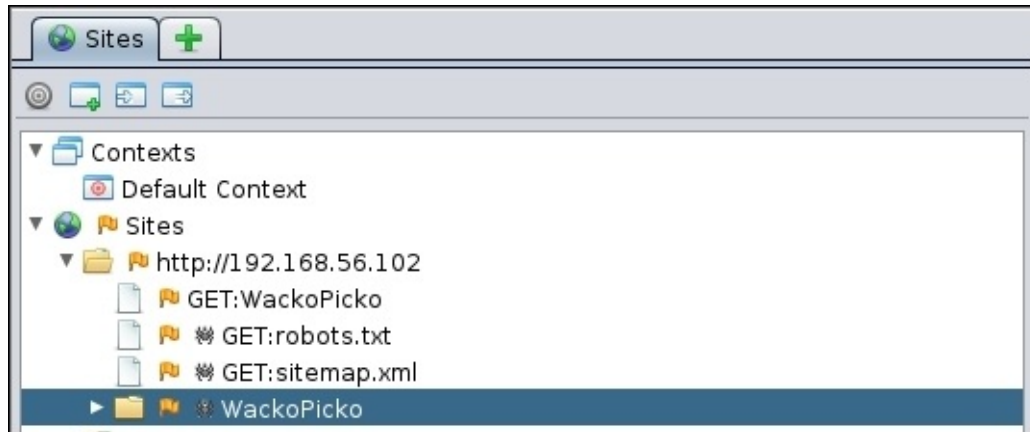 Sites
Contexts
Default Context
Sites
http://192.168.56.102
GET:WackoPicko
GET:robots.txt
GET:sitemap.xml
WackoPicko